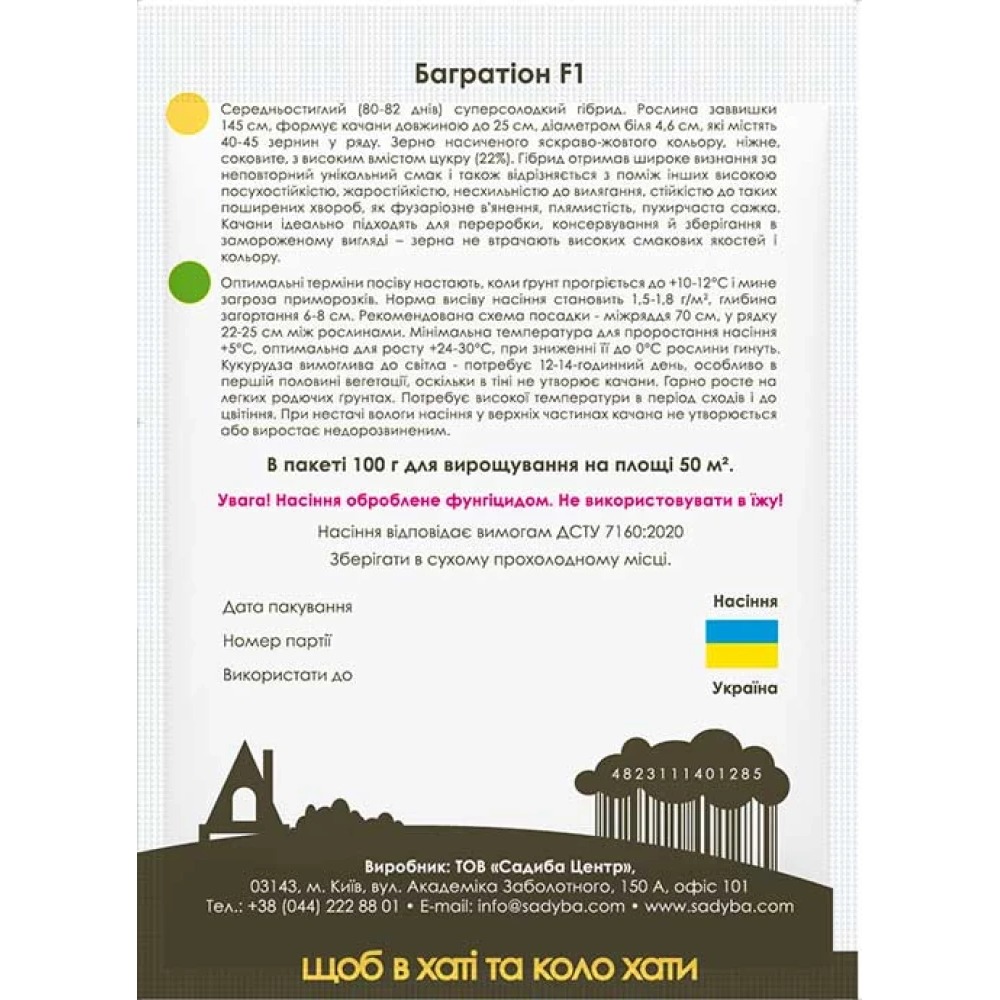 Багратіон F1
Середньостиглий (80-82 днів) суперсолодкий гібрид. Рослина заввишки
145 см, формує качани довжиною до 25 см, діаметром біля 4,6 см, які містять
40-45 зернин у ряду. Зерно насиченого яскраво-жовтого кольору, ніжне,
соковите, з високим вмістом цукру (22%). Гібрид отримав широке визнання за
неповторний унікальний смак і також відрізняється з поміж інших високою
посухостійкістю, жаростійкістю, несхильністю до вилягання, стійкістю до таких
поширених хвороб, як фузаріозне в'янення, плямистість, пухирчаста сажка.
Качани ідеально підходять для переробки, консервування й зберігання в
замороженому вигляді – зерна не втрачають високих смакових якостей і
кольору.
Оптимальні терміни посіву настають, коли ґрунт прогріється до +10-12°С і мине
загроза приморозків. Норма висіву насіння становить 1,5-1,8 г/м², глибина
загортання 6-8 см. Рекомендована схема посадки - міжряддя 70 см, у рядку
22-25 см між рослинами. Мінімальна температура для проростання насіння
+5°С, оптимальна для росту +24-30°С, при зниженні її до 0°С рослини гинуть.
Кукурудза вимоглива до світла - потребує 12-14-годинний день, особливо в
першій половині вегетації, оскільки в тіні не утворює качани. Гарно росте на
легких родючих ґрунтах. Потребує високої температури в період сходів і до
цвітіння. При нестачі вологи насіння у верхніх частинах качана не утворюється
або виростає недорозвиненим.
В пакеті 100 г для вирощування на площі 50 м².
Увага! Насіння оброблене фунгіцидом. Не використовувати в їжу!
Насіння відповідає вимогам ДСТУ 7160:2020
Зберігати в сухому прохолодному місці.
Дата пакування
Номер партії
Використати до
Насіння
Україна
4823111401285
Виробник: ТОВ «Садиба Центр»,
03143, м. Київ, вул. Академіка Заболотного, 150 А, офіс 101
Тел.: +38 (044) 222 88 01 • E-mail: info@sadyba.com • www.sadyba.com
щоб в хаті та коло хати